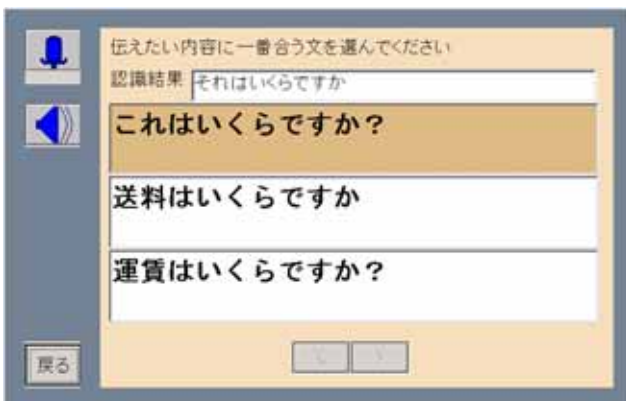 伝えたい内容に一番合う文を選んでください
認識結果 それはいくらですか
これはいくらですか？
送料はいくらですか
運賃はいくらですか？
戻る